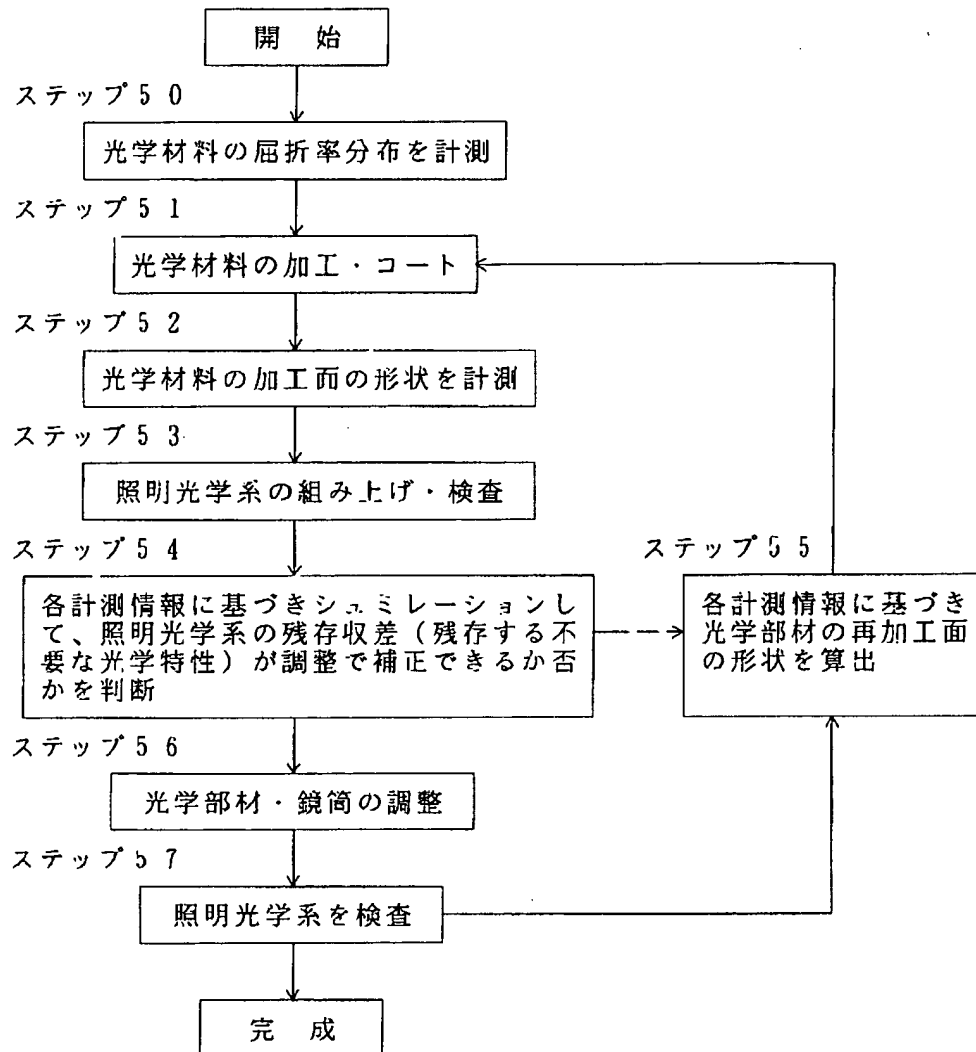 開 始
ステップ50
光学材料の屈折率分布を計測
ステップ51
光学材料の加工・コート
ステップ52
光学材料の加工面の形状を計測
ステップ53
照明光学系の組み上げ・検査
ステップ54
各計測情報に基づきシュミレーションし
て、照明光学系の残存収差（残存する不
要な光学特性）が調整で補正できるか否
かを判断
ステップ55
各計測情報に基づき
光学部材の再加工面
の形状を算出
ステップ56
光学部材・鏡筒の調整
ステップ57
照明光学系を検査
完 成